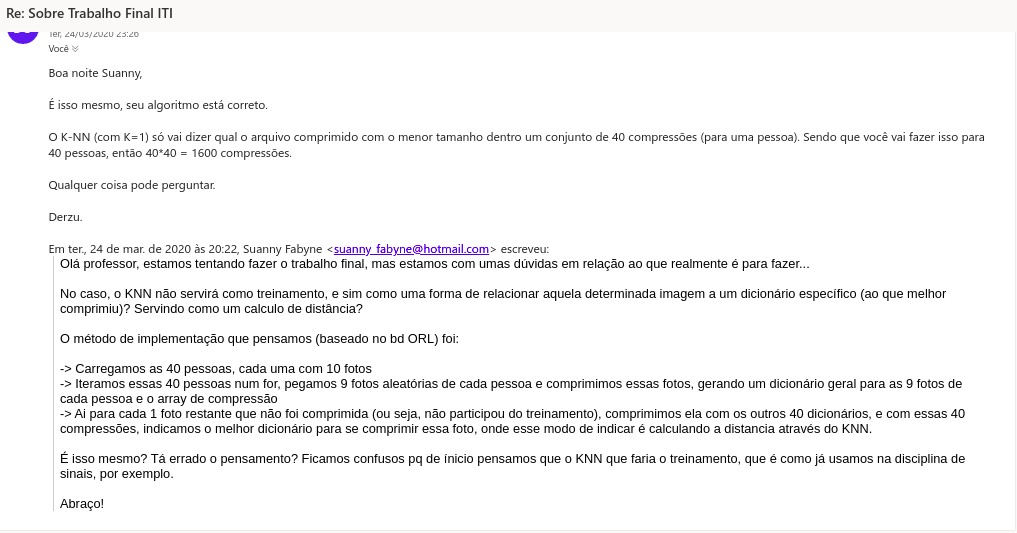 Re: Sobre Trabalho Final ITI
Ter, 24/03/2020 23:26
Você
Boa noite Suanny,
É isso mesmo, seu algoritmo está correto.
O K-NN (com K=1) só vai dizer qual o arquivo comprimido com o menor tamanho dentro um conjunto de 40 compressões (para uma pessoa). Sendo que você vai fazer isso para
40 pessoas, então 40*40 = 1600 compressões.
Qualquer coisa pode perguntar.
Derzu.
Em ter., 24 de mar. de 2020 às 20:22, Suanny Fabyne <suanny_fabyne@hotmail.com> escreveu:
Olá professor, estamos tentando fazer o trabalho final, mas estamos com umas dúvidas em relação ao que realmente é para fazer...
No caso, o KNN não servirá como treinamento, e sim como uma forma de relacionar aquela determinada imagem a um dicionário específico (ao que melhor
comprimiu)? Servindo como um calculo de distância?
O método de implementação que pensamos (baseado no bd ORL) foi:
-> Carregamos as 40 pessoas, cada uma com 10 fotos
-> Iteramos essas 40 pessoas num for, pegamos 9 fotos aleatórias de cada pessoa e comprimimos essas fotos, gerando um dicionário geral para as 9 fotos de
cada pessoa e o array de compressão
-> Ai para cada 1 foto restante que não foi comprimida (ou seja, não participou do treinamento), comprimimos ela com os outros 40 dicionários, e com essas 40
compressões, indicamos o melhor dicionário para se comprimir essa foto, onde esse modo de indicar é calculando a distancia através do KNN.
É isso mesmo? Tá errado o pensamento? Ficamos confusos pq de ínicio pensamos que o KNN que faria o treinamento, que é como já usamos na disciplina de
sinais, por exemplo.
Abraço!